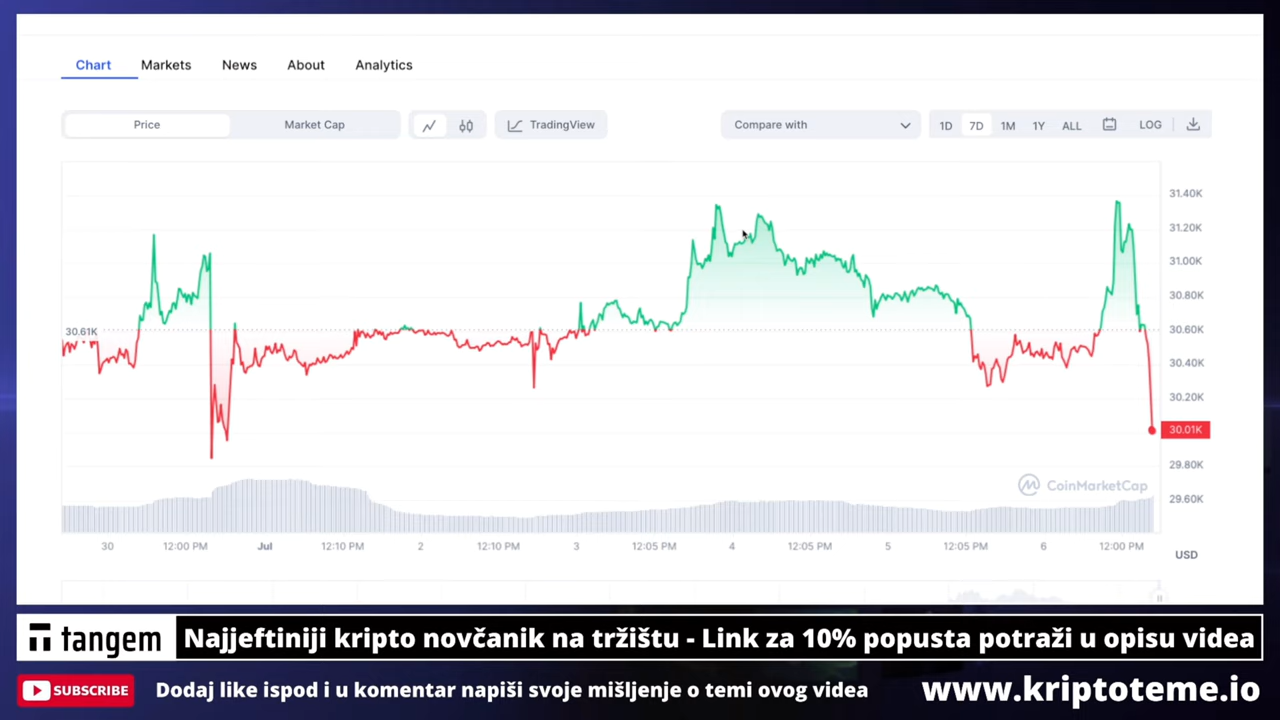 Chart Markets News About Analytics
Price Market Cap TradingView Compare with 1D 7D 1M 1Y ALL LOG
31.40K
31.20K
31.00K
30.80K
30.61K
30.60K
30.40K
30.20K
30.01K
29.80K
CoinMarketCap
29.60K
30 12:00 PM Jul 12:10 PM 2 12:10 PM 3 12:05 PM 4 12:05 PM 5 12:05 PM 6 12:00 PM
USD
tangem Najjeftiniji kripto novčanik na tržištu - Link za 10% popusta potraži u opisu videa
SUBSCRIBE Dodaj like ispod i u komentar napiši svoje mišljenje o temi ovog videa www.kriptoteme.io